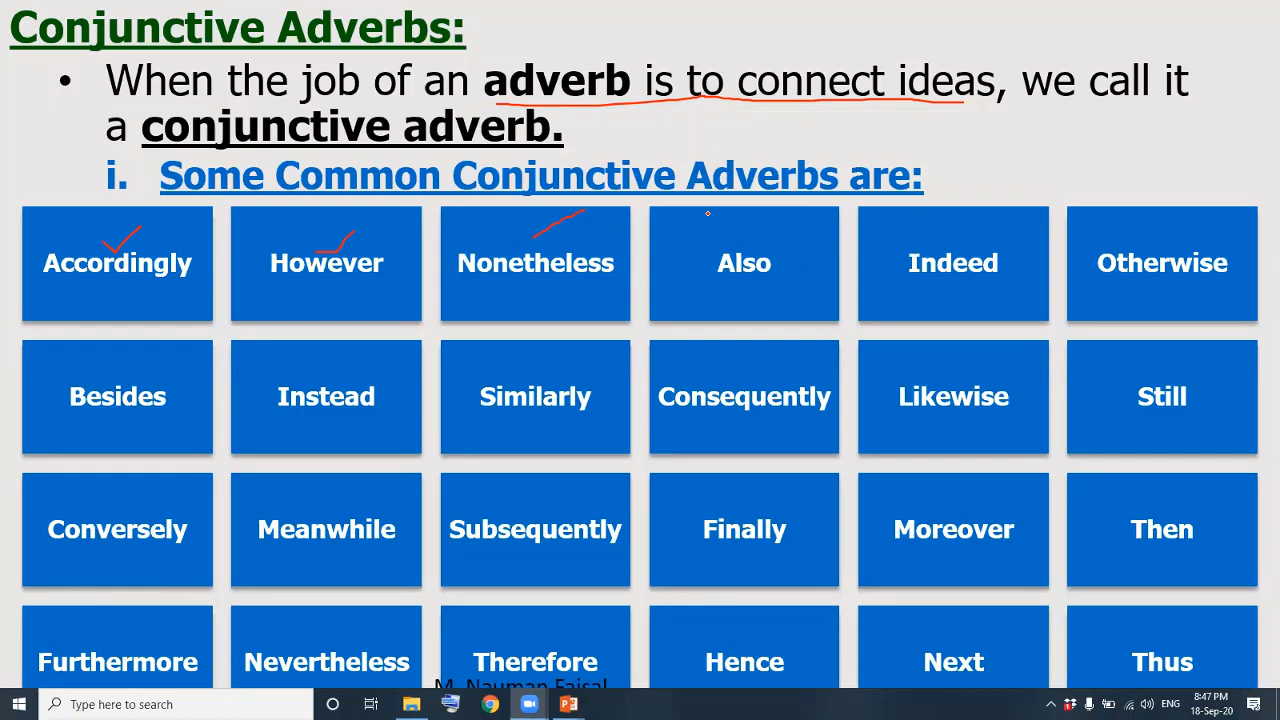 Conjunctive Adverbs:
• When the job of an adverb is to connect ideas, we call it
a conjunctive adverb.
i. Some Common Conjunctive Adverbs are:
Accordingly However Nonetheless Also Indeed Otherwise
Besides Instead Similarly Consequently Likewise Still
Conversely Meanwhile Subsequently Finally Moreover Then
Furthermore Nevertheless Therefore Hence Next Thus
M. Nauman Faisal
Type here to search
ENG
8:47 PM
18-Sep-20